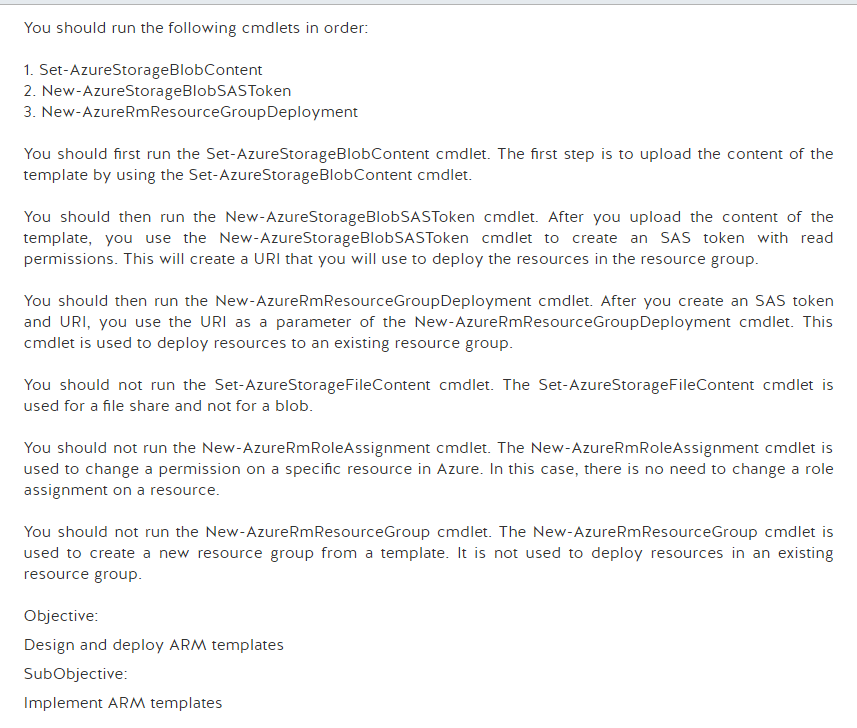 You should run the following cmdlets in order:
1. Set-AzureStorageBlobContent
2. New-AzureStorageBlobSASToken
3. New-AzureRmResourceGroupDeployment
You should first run the Set-AzureStorageBlobContent cmdlet. The first step is to upload the content of the
template by using the Set-AzureStorageBlobContent cmdlet.
You should then run the New-AzureStorageBlobSASToken cmdlet. After you upload the content of the
template, you use the New-AzureStorageBlobSASToken cmdlet to create an SAS token with read
permissions. This will create a URI that you will use to deploy the resources in the resource group.
You should then run the New-AzureRmResourceGroupDeployment cmdlet. After you create an SAS token
and URI, you use the URI as a parameter of the New-AzureRmResourceGroupDeployment cmdlet. This
cmdlet is used to deploy resources to an existing resource group.
You should not run the Set-AzureStorageFileContent cmdlet. The Set-AzureStorageFileContent cmdlet is
used for a file share and not for a blob.
You should not run the New-AzureRmRoleAssignment cmdlet. The New-AzureRmRoleAssignment cmdlet is
used to change a permission on a specific resource in Azure. In this case, there is no need to change a role
assignment on a resource.
You should not run the New-AzureRmResourceGroup cmdlet. The New-AzureRmResourceGroup cmdlet is
used to create a new resource group from a template. It is not used to deploy resources in an existing
resource group.
Objective:
Design and deploy ARM templates
SubObjective:
Implement ARM templates